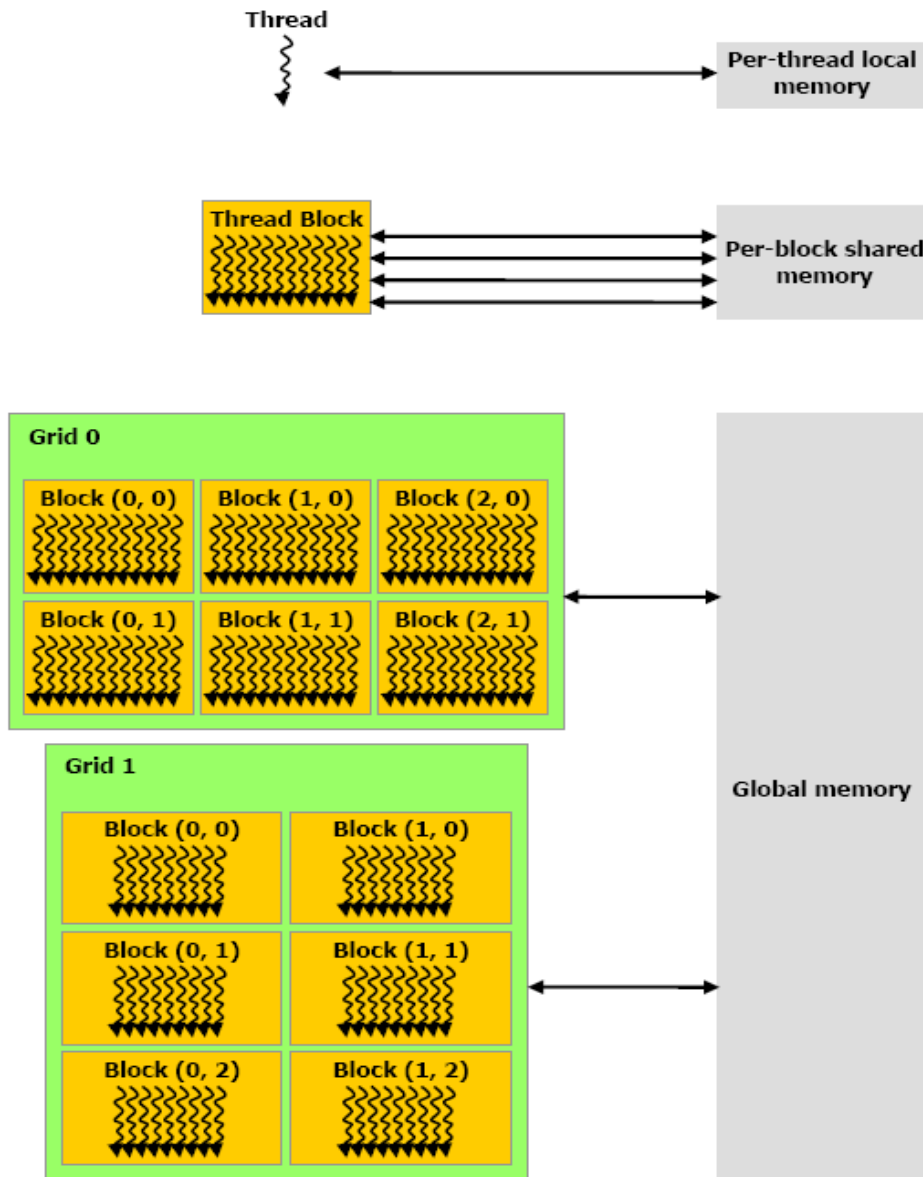 Thread
Per-thread local
memory
Thread Block
Per-block shared
memory
Grid 0
Block (0, 0)
Block (1, 0)
Block (2, 0)
Block (0, 1)
Block (1, 1)
Block (2, 1)
Grid 1
Global memory
Block (0, 0)
Block (1, 0)
Block (0, 1)
Block (1, 1)
Block (0, 2)
Block (1, 2)